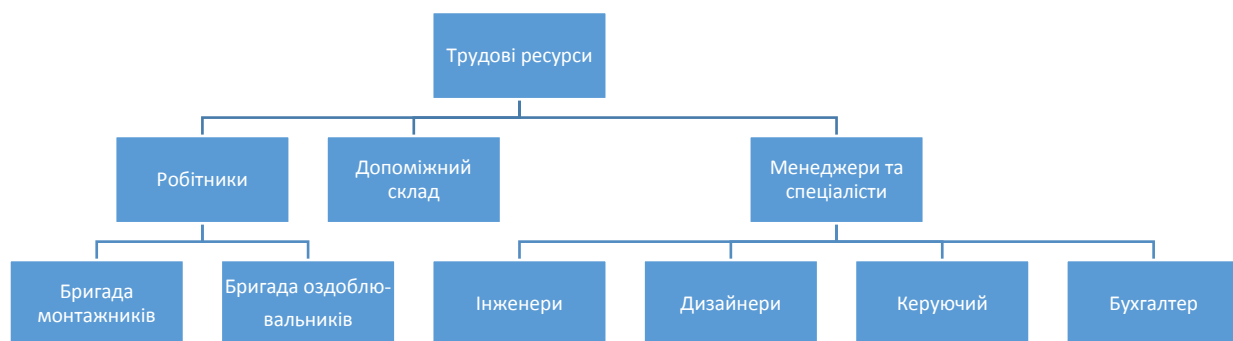 Трудові ресурси
Робітники
Допоміжний
склад
Менеджери та
спеціалісти
Бригада
монтажників
Бригада оздоблю-
вальників
Інженери
Дизайнери
Керуючий
Бухгалтер